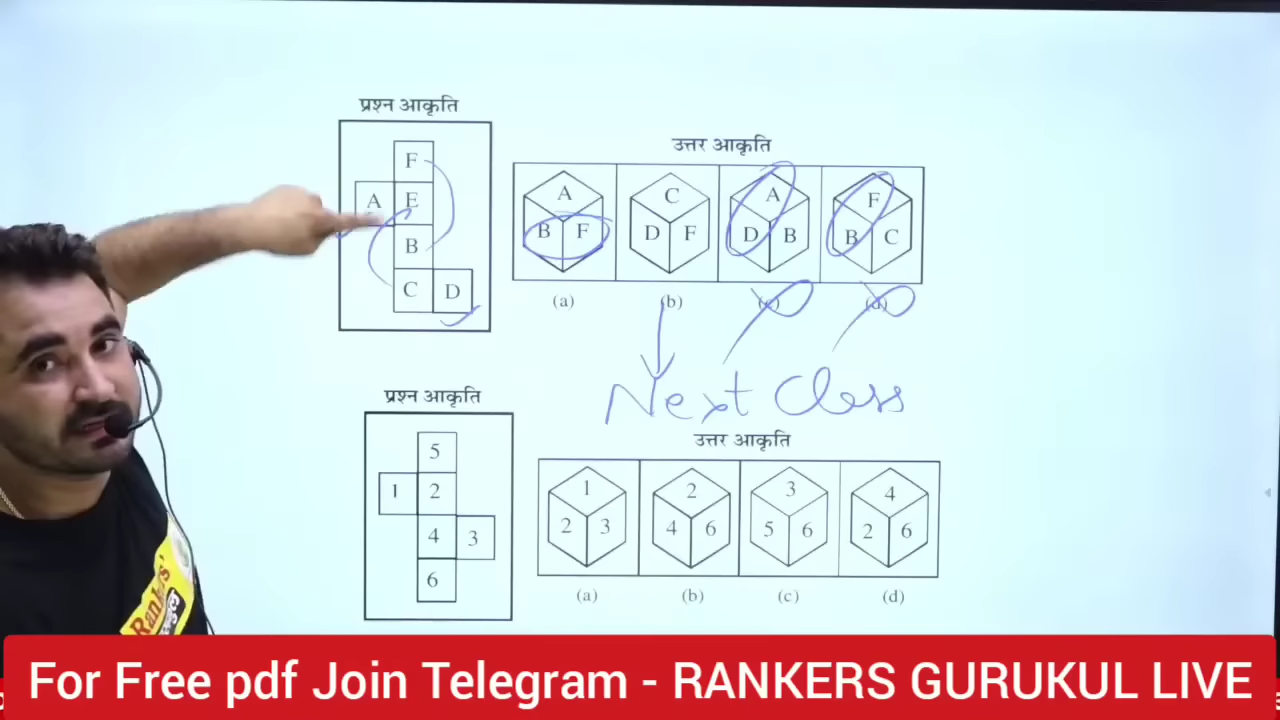 प्रश्न आकृति
F
A E
B
C D
उत्तर आकृति
A B F
C D F
A D B
F B C
(a) (b) (c) (d)
Next Class
प्रश्न आकृति
5
1 2
4 3
6
उत्तर आकृति
1 2 3
2 4 6
3 5 6
4 2 6
(a) (b) (c) (d)
Rankers'
For Free pdf Join Telegram - RANKERS GURUKUL LIVE